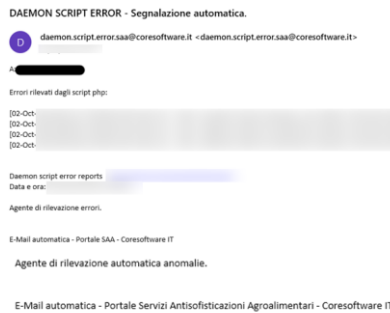 DAEMON SCRIPT ERROR - Segnalazione automatica.
D
daemon.script.error.saa@coresoftware.it <daemon.script.error.saa@coresoftware.it>
A
Errori rilevati dagli script php:
[02-Oct-
[02-Oct-
[02-Oct-
[02-Oct-
Daemon script error reports
Data e ora:
Agente di rilevazione errori.
E-Mail automatica - Portale SAA - Coresoftware IT
Agente di rilevazione automatica anomalie.
E-Mail automatica - Portale Servizi Antisofisticazioni Agroalimentari - Coresoftware IT